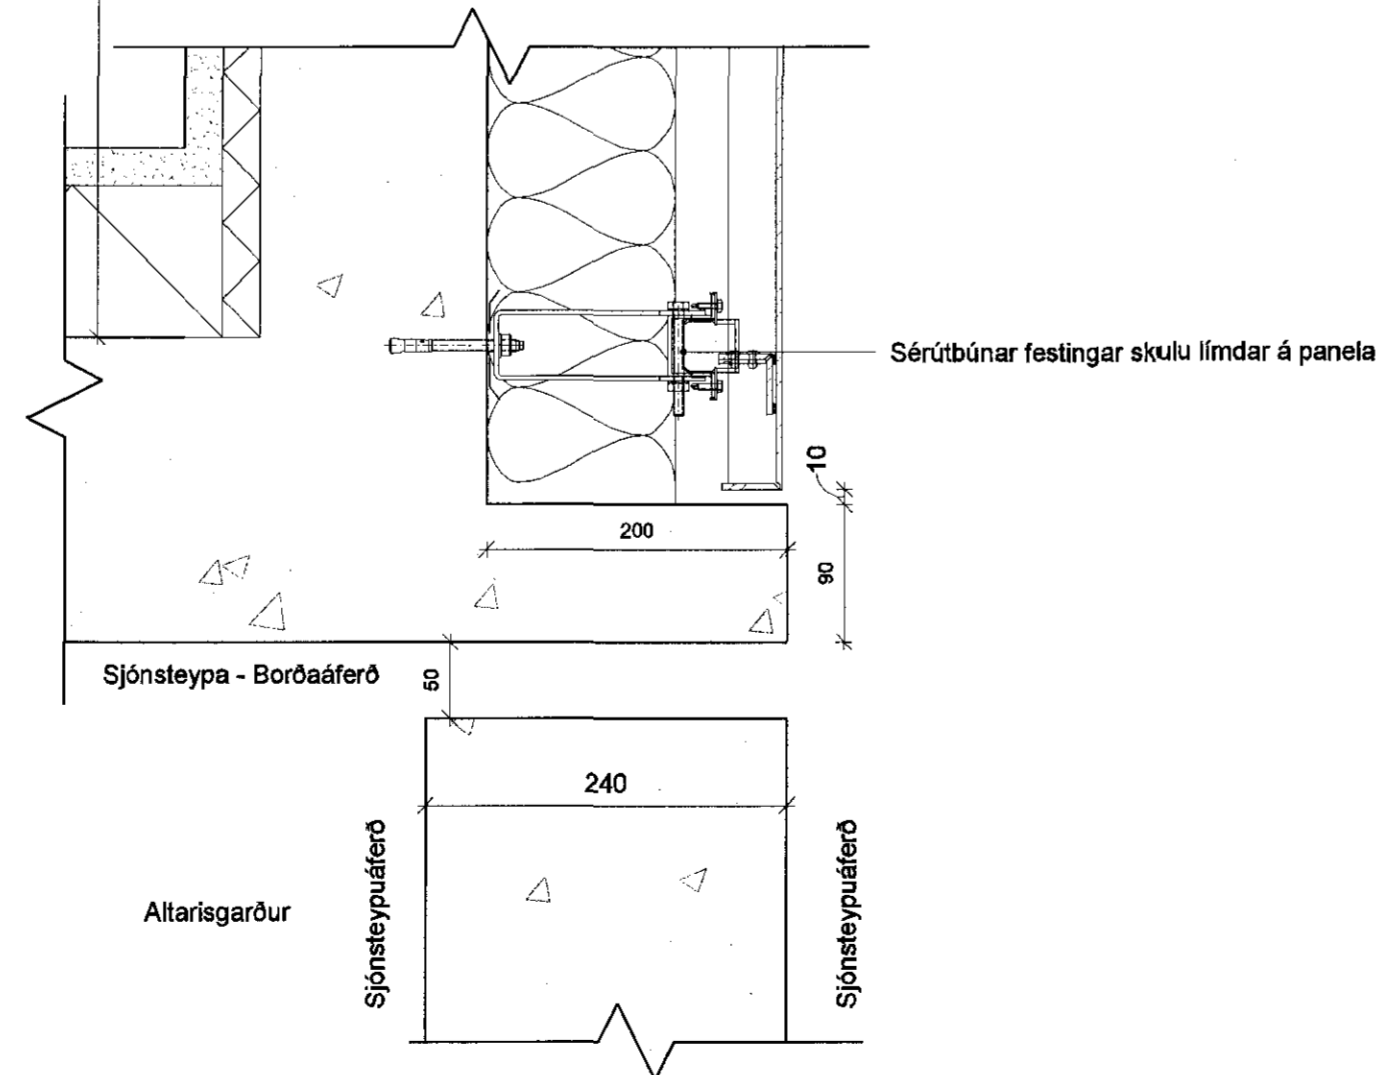 Sérútbúnar festingar skulu límdar á panela
10
200
90
Sjónsteypa - Borðaáferð
50
240
Sjónsteypuáferð
Sjónsteypuáferð
Altarisgarður